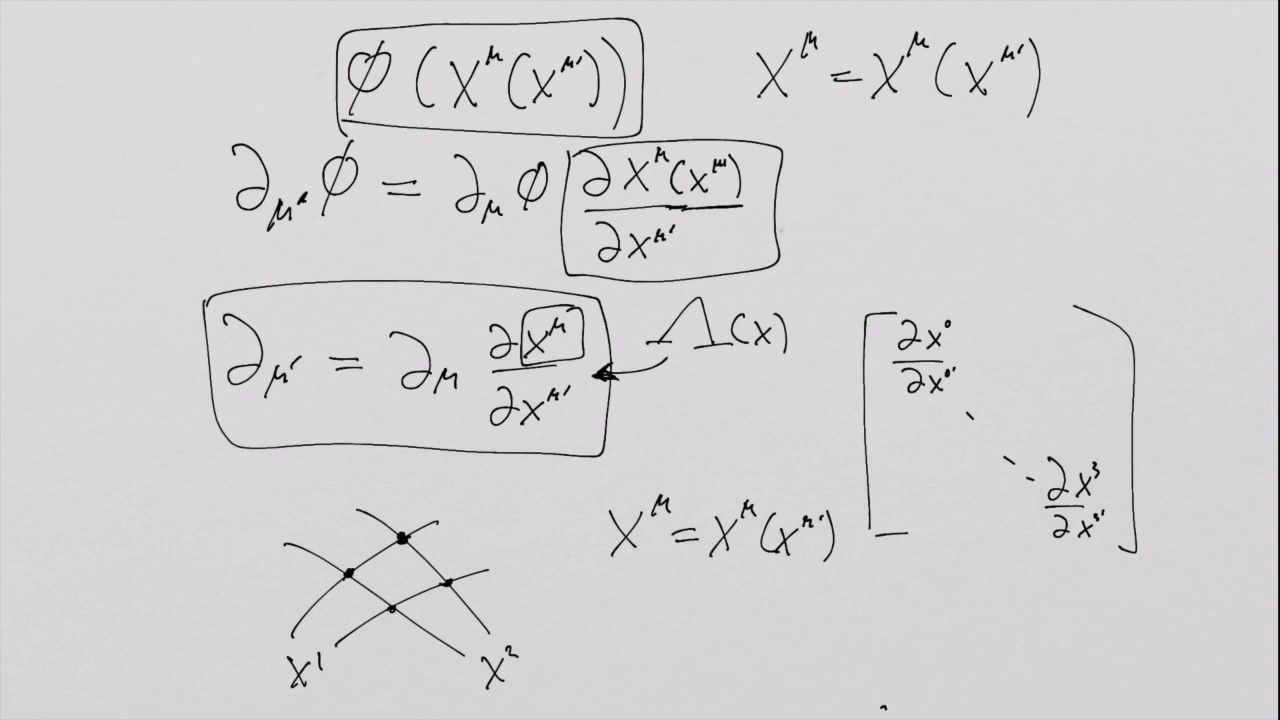 ϕ (X^μ(x^μ'))
X^μ = X^μ(x^μ')
∂_μ' ϕ = ∂_μ ϕ ∂X^μ(x^μ') / ∂x^μ'
∂_μ' = ∂_μ ∂X^μ / ∂x^μ'
Λ(x)
[ ∂x^0 / ∂x^0' ⋱ ∂x^3 / ∂x^3' ]
X^μ = X^μ(x^μ')
X^1
X^2